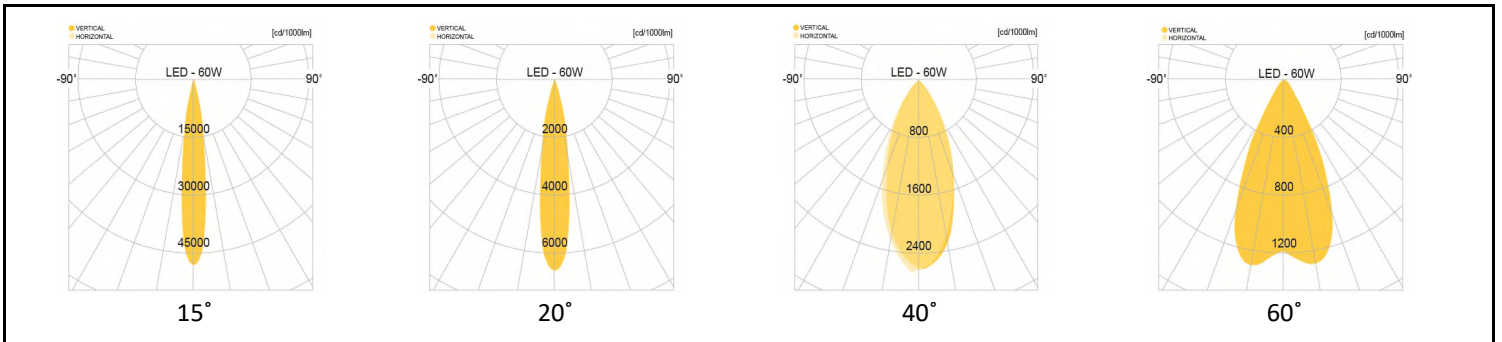 VERTICAL
HORIZONTAL
[cd/1000lm]
-90˚
LED - 60W
90˚
15000
30000
45000
15˚
VERTICAL
HORIZONTAL
[cd/1000lm]
-90˚
LED - 60W
90˚
2000
4000
6000
20˚
VERTICAL
HORIZONTAL
[cd/1000lm]
-90˚
LED - 60W
90˚
800
1600
2400
40˚
VERTICAL
HORIZONTAL
[cd/1000lm]
-90˚
LED - 60W
90˚
400
800
1200
60˚